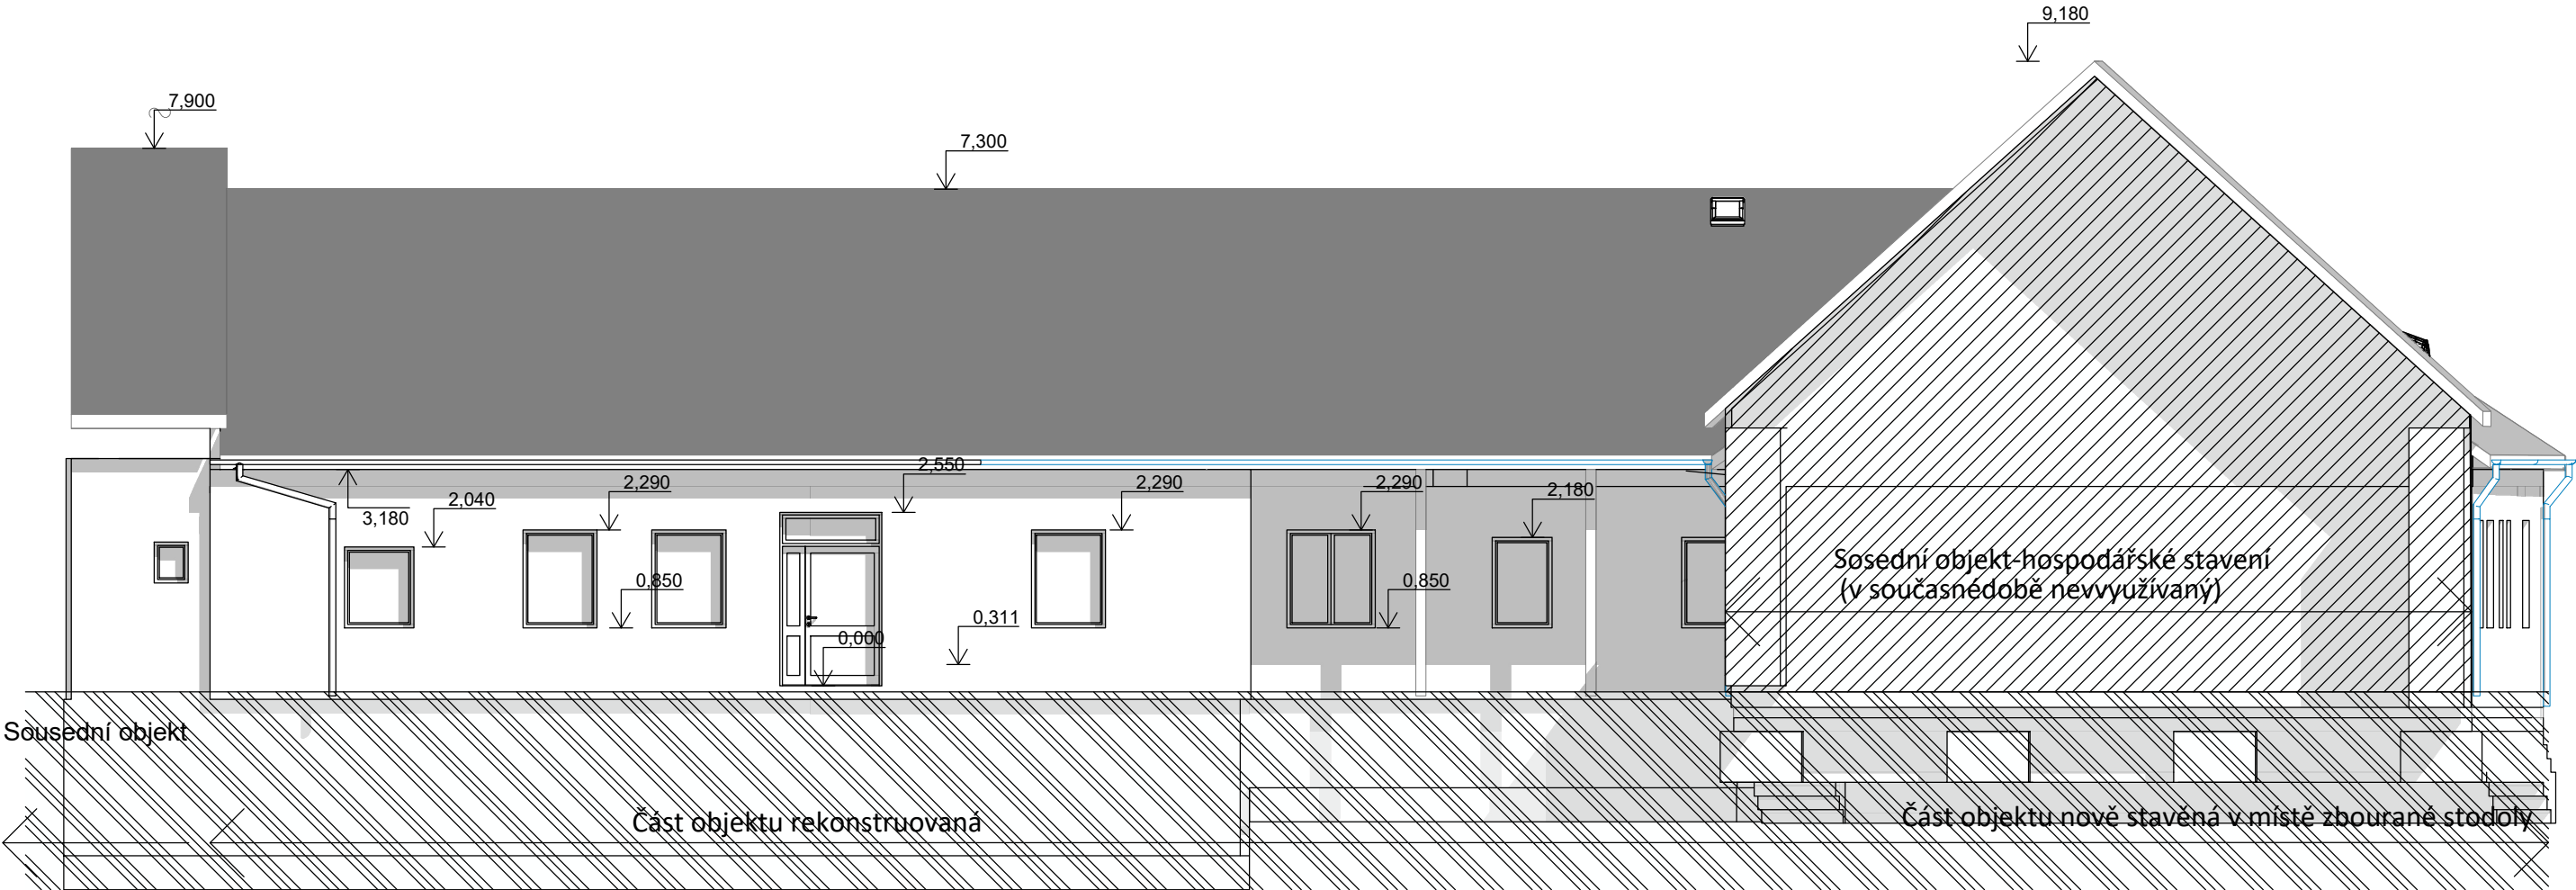 9,180
7,900
7,300
2,550
2,290
2,290
2,290
2,180
2,040
3,180
0,850
0,850
0,311
0,000
Sosední objekt-hospodářské stavení
(v současnédobě nevvyužívaný)
Sousední objekt
Část objektu rekonstruovaná
Část objektu nově stavěná v místě zbourané stodoly